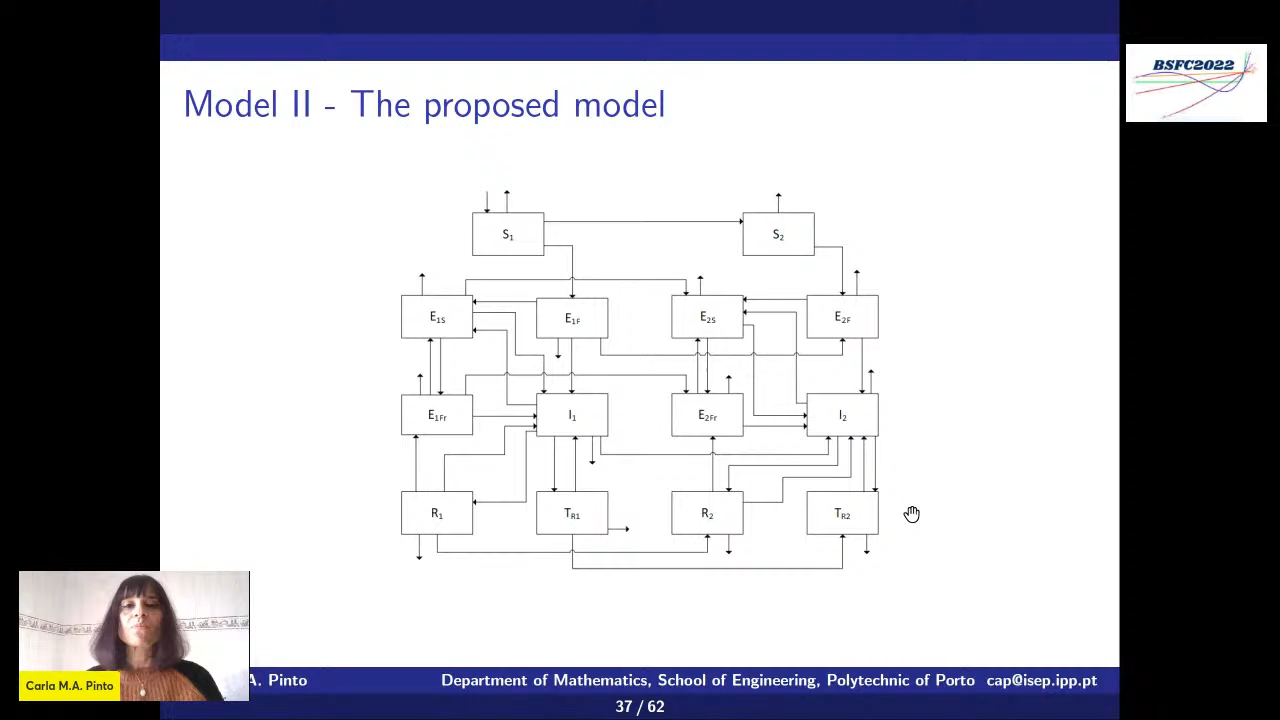 BSFC2022
Model II - The proposed model
S1 S2
E1S E1F E2S E2F
E1Fr I1 E2Fr I2
R1 TR1 R2 TR2
Carla M.A. Pinto
A. Pinto Department of Mathematics, School of Engineering, Polytechnic of Porto cap@isep.ipp.pt
37 / 62